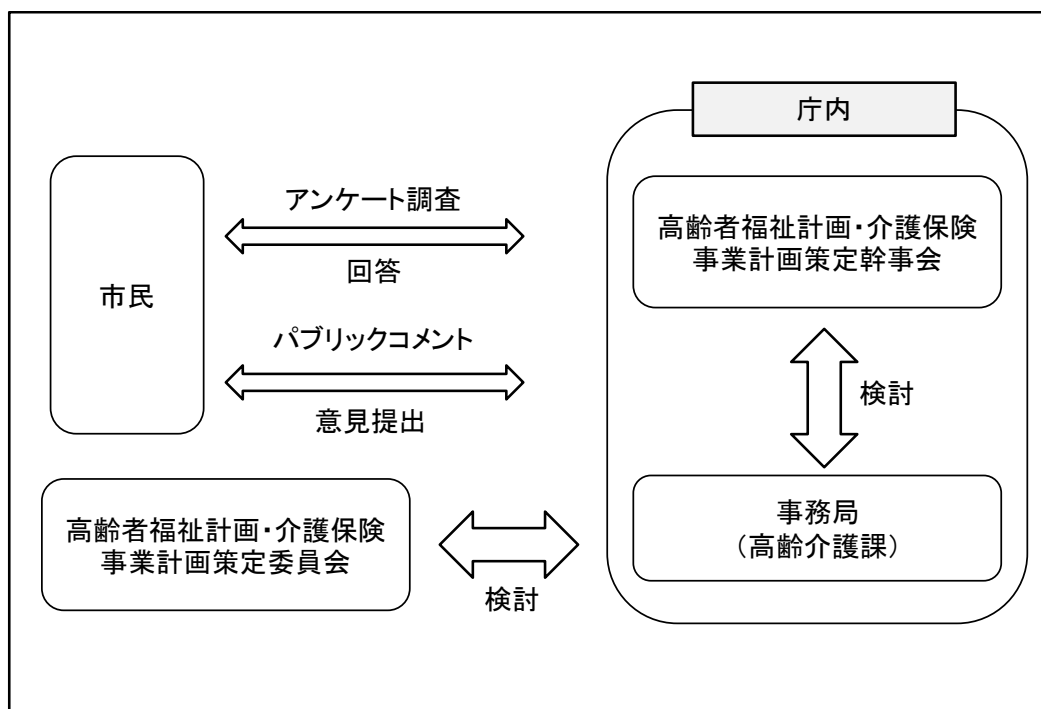 庁内
市民
アンケート調査
回答
パブリックコメント
意見提出
高齢者福祉計画・介護保険
事業計画策定幹事会
検討
事務局
（高齢介護課）
高齢者福祉計画・介護保険
事業計画策定委員会
検討